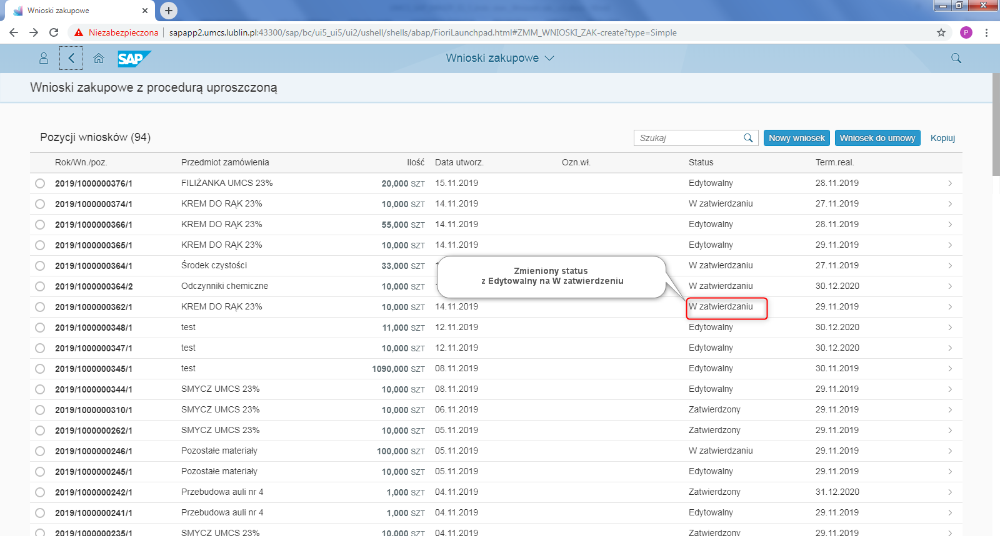 Wnioski zakupowe
Niezabezpieczona sapapp2.umcs.lublin.pl:43300/sap/bc/ui5_ui5/ui2/ushell/shells/abap/FioriLaunchpad.html#ZMM_WNIOSKI_ZAK-create?type=Simple P
SAP Wnioski zakupowe
Wnioski zakupowe z procedurą uproszczoną
Pozycji wniosków (94) Szukaj Nowy wniosek Wniosek do umowy Kopiuj
Rok/Wn./poz. Przedmiot zamówienia Ilość Data utworz. Ozn.wł. Status Term.real.
2019/1000000376/1 FILIŻANKA UMCS 23% 20,000 SZT 15.11.2019 Edytowalny 28.11.2019
2019/1000000374/1 KREM DO RĄK 23% 10,000 SZT 14.11.2019 W zatwierdzaniu 27.11.2019
2019/1000000366/1 KREM DO RĄK 23% 55,000 SZT 14.11.2019 Edytowalny 28.11.2019
2019/1000000365/1 KREM DO RĄK 23% 10,000 SZT 14.11.2019 Edytowalny 29.11.2019
2019/1000000364/1 Środek czystości 33,000 SZT W zatwierdzaniu 27.11.2019
Zmieniony status
z Edytowalny na W zatwierdzeniu
2019/1000000364/2 Odczynniki chemiczne 10,000 SZT W zatwierdzaniu 30.12.2020
2019/1000000362/1 KREM DO RĄK 23% 10,000 SZT 14.11.2019 W zatwierdzaniu 29.11.2019
2019/1000000348/1 test 11,000 SZT 12.11.2019 Edytowalny 30.12.2020
2019/1000000347/1 test 10,000 SZT 12.11.2019 Edytowalny 30.12.2020
2019/1000000345/1 test 1090,000 SZT 08.11.2019 Edytowalny 30.11.2019
2019/1000000344/1 SMYCZ UMCS 23% 10,000 SZT 08.11.2019 Edytowalny 29.11.2019
2019/1000000310/1 SMYCZ UMCS 23% 10,000 SZT 06.11.2019 Zatwierdzony 29.11.2019
2019/1000000262/1 SMYCZ UMCS 23% 10,000 SZT 05.11.2019 Zatwierdzony 29.11.2019
2019/1000000246/1 Pozostałe materiały 100,000 SZT 05.11.2019 W zatwierdzaniu 29.11.2019
2019/1000000245/1 Pozostałe materiały 10,000 SZT 05.11.2019 Edytowalny 29.11.2019
2019/1000000242/1 Przebudowa auli nr 4 1,000 SZT 04.11.2019 Zatwierdzony 31.12.2020
2019/1000000241/1 Przebudowa auli nr 4 1,000 SZT 04.11.2019 Edytowalny 29.11.2019
2019/1000000235/1 SMYCZ UMCS 23% 10,000 SZT 04.11.2019 Zatwierdzony 29.11.2019